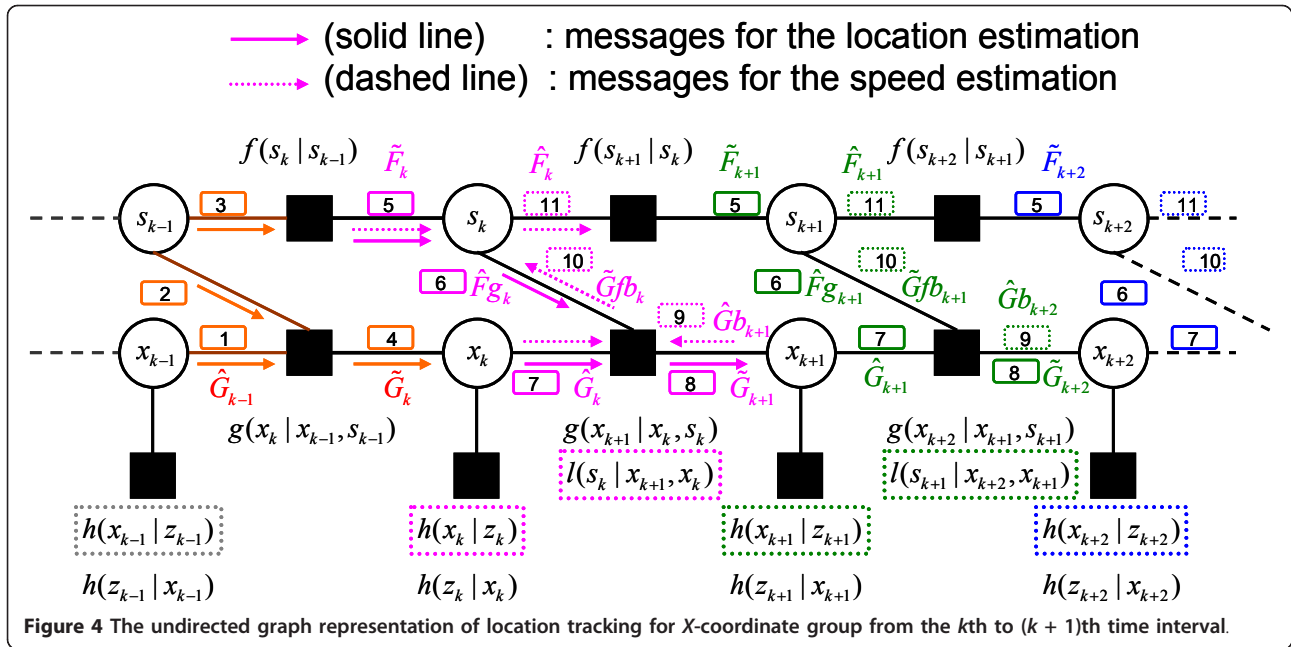 (solid line) : messages for the location estimation
(dashed line) : messages for the speed estimation
f(s_k | s_{k-1}) F̃_k F̂_k f(s_{k+1} | s_k) F̃_{k+1} F̂_{k+1} f(s_{k+2} | s_{k+1}) F̃_{k+2}
3 5 11 5 11 5 11
s_{k-1} s_k s_{k+1} s_{k+2}
10 10 10
2 6 F̂g_k G̃fb_k 6 F̂g_{k+1} G̃fb_{k+1} Ĝb_{k+2} 6
9 Ĝb_{k+1}
1 4 7 9 7
x_{k-1} x_k x_{k+1} x_{k+2}
7 8 8
Ĝ_{k-1} G̃_k Ĝ_k G̃_{k+1} Ĝ_{k+1} G̃_{k+2}
g(x_k | x_{k-1}, s_{k-1}) g(x_{k+1} | x_k, s_k) g(x_{k+2} | x_{k+1}, s_{k+1})
l(s_k | x_{k+1}, x_k) l(s_{k+1} | x_{k+2}, x_{k+1})
h(x_{k-1} | z_{k-1}) h(x_k | z_k) h(x_{k+1} | z_{k+1}) h(x_{k+2} | z_{k+2})
h(z_{k-1} | x_{k-1}) h(z_k | x_k) h(z_{k+1} | x_{k+1}) h(z_{k+2} | x_{k+2})
Figure 4 The undirected graph representation of location tracking for X-coordinate group from the kth to (k + 1)th time interval.